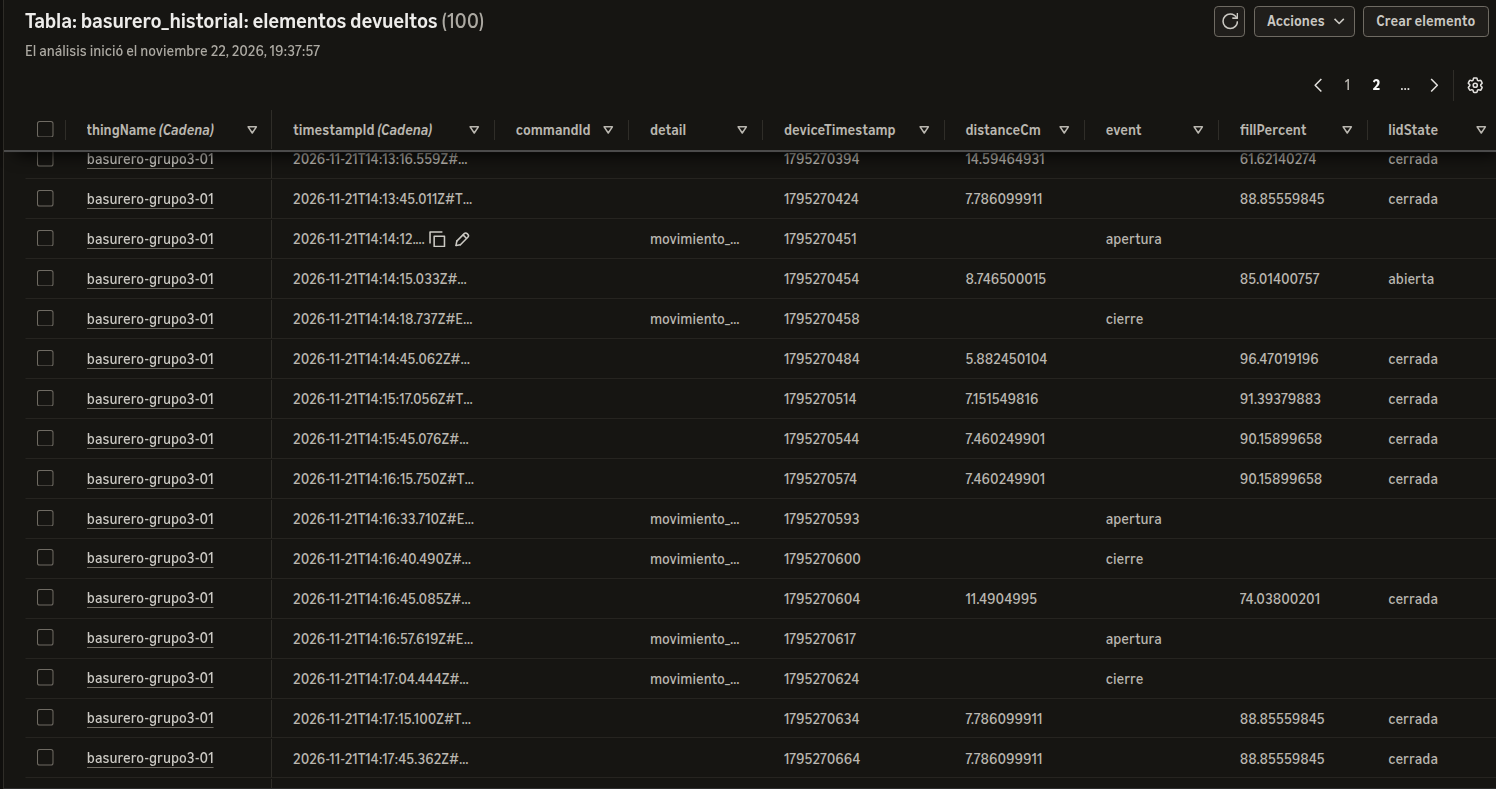 Tabla: basurero_historial: elementos devueltos (100)
Acciones
Crear elemento
El análisis inició el noviembre 22, 2026, 19:37:57
1 2 ...
thingName (Cadena) timestampId (Cadena) commandId detail deviceTimestamp distanceCm event fillPercent lidState
basurero-grupo3-01 2026-11-21T14:13:16.559Z#... 1795270394 14.59464931 61.62140274 cerrada
basurero-grupo3-01 2026-11-21T14:13:45.011Z#T... 1795270424 7.786099911 88.85559845 cerrada
basurero-grupo3-01 2026-11-21T14:14:12.... movimiento_... 1795270451 apertura
basurero-grupo3-01 2026-11-21T14:14:15.033Z#... 1795270454 8.746500015 85.01400757 abierta
basurero-grupo3-01 2026-11-21T14:14:18.737Z#E... movimiento_... 1795270458 cierre
basurero-grupo3-01 2026-11-21T14:14:45.062Z#... 1795270484 5.882450104 96.47019196 cerrada
basurero-grupo3-01 2026-11-21T14:15:17.056Z#T... 1795270514 7.151549816 91.39379883 cerrada
basurero-grupo3-01 2026-11-21T14:15:45.076Z#... 1795270544 7.460249901 90.15899658 cerrada
basurero-grupo3-01 2026-11-21T14:16:15.750Z#T... 1795270574 7.460249901 90.15899658 cerrada
basurero-grupo3-01 2026-11-21T14:16:33.710Z#E... movimiento_... 1795270593 apertura
basurero-grupo3-01 2026-11-21T14:16:40.490Z#... movimiento_... 1795270600 cierre
basurero-grupo3-01 2026-11-21T14:16:45.085Z#... 1795270604 11.4904995 74.03800201 cerrada
basurero-grupo3-01 2026-11-21T14:16:57.619Z#E... movimiento_... 1795270617 apertura
basurero-grupo3-01 2026-11-21T14:17:04.444Z#... movimiento_... 1795270624 cierre
basurero-grupo3-01 2026-11-21T14:17:15.100Z#T... 1795270634 7.786099911 88.85559845 cerrada
basurero-grupo3-01 2026-11-21T14:17:45.362Z#... 1795270664 7.786099911 88.85559845 cerrada